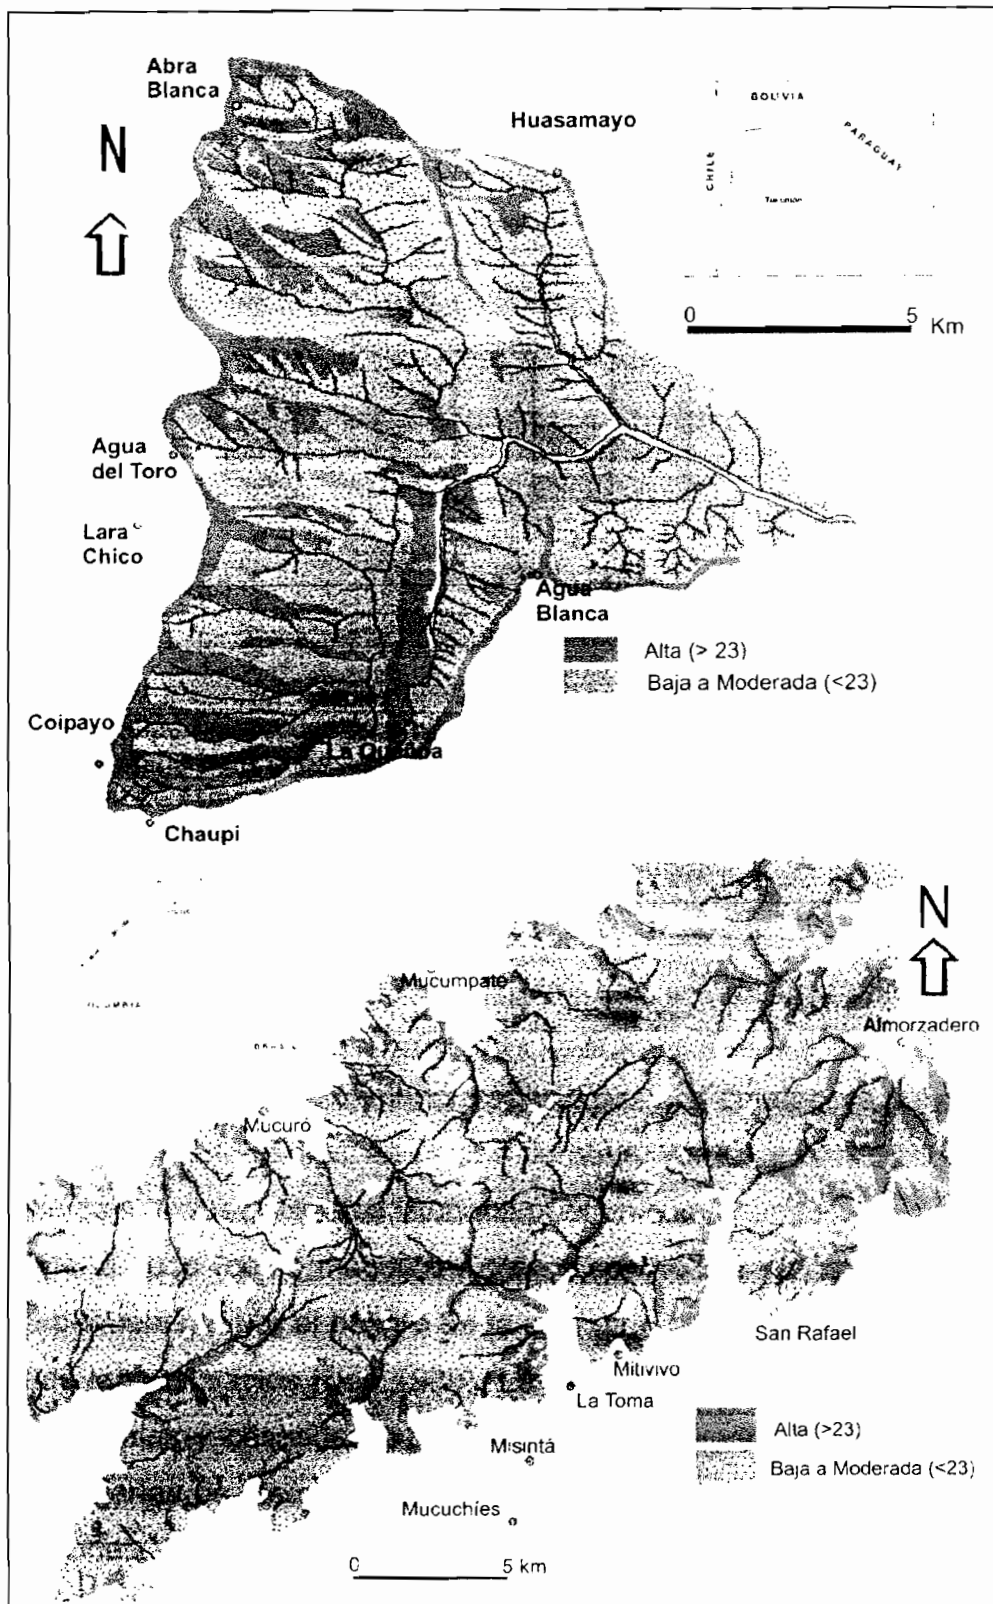 Abra
Blanca
N
Huasamayo
BOLIVIA
PARAGUAY
CHILE
0 5 Km
Agua
del Toro
Lara
Chico
Agua
Blanca
Alta (> 23)
Baja a Moderada (<23)
Coipayo
La
Chaupi
N
Mucumpate
Almorzadero
Mucuró
San Rafael
Mitivivo
La Toma
Alta (>23)
Misintá
Baja a Moderada (<23)
Mucuchíes
0 5 km